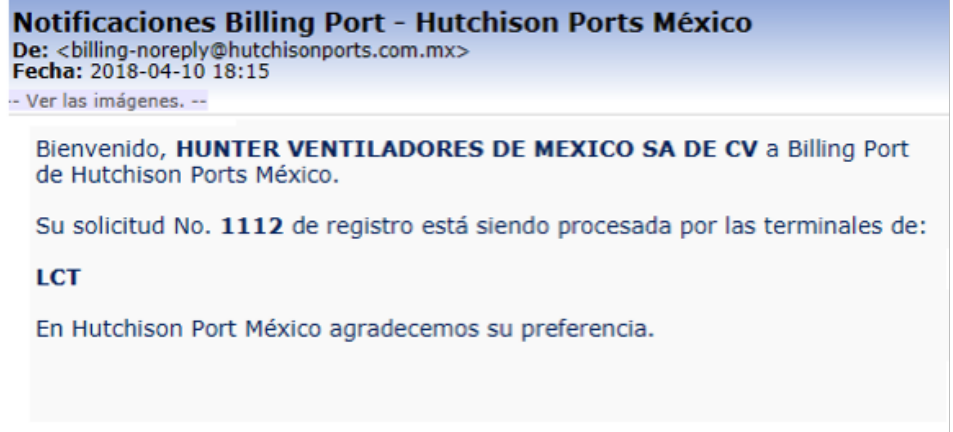 Notificaciones Billing Port - Hutchison Ports México
De: <billing-noreply@hutchisonports.com.mx>
Fecha: 2018-04-10 18:15
-- Ver las imágenes. --
Bienvenido, HUNTER VENTILADORES DE MEXICO SA DE CV a Billing Port
de Hutchison Ports México.
Su solicitud No. 1112 de registro está siendo procesada por las terminales de:
LCT
En Hutchison Port México agradecemos su preferencia.